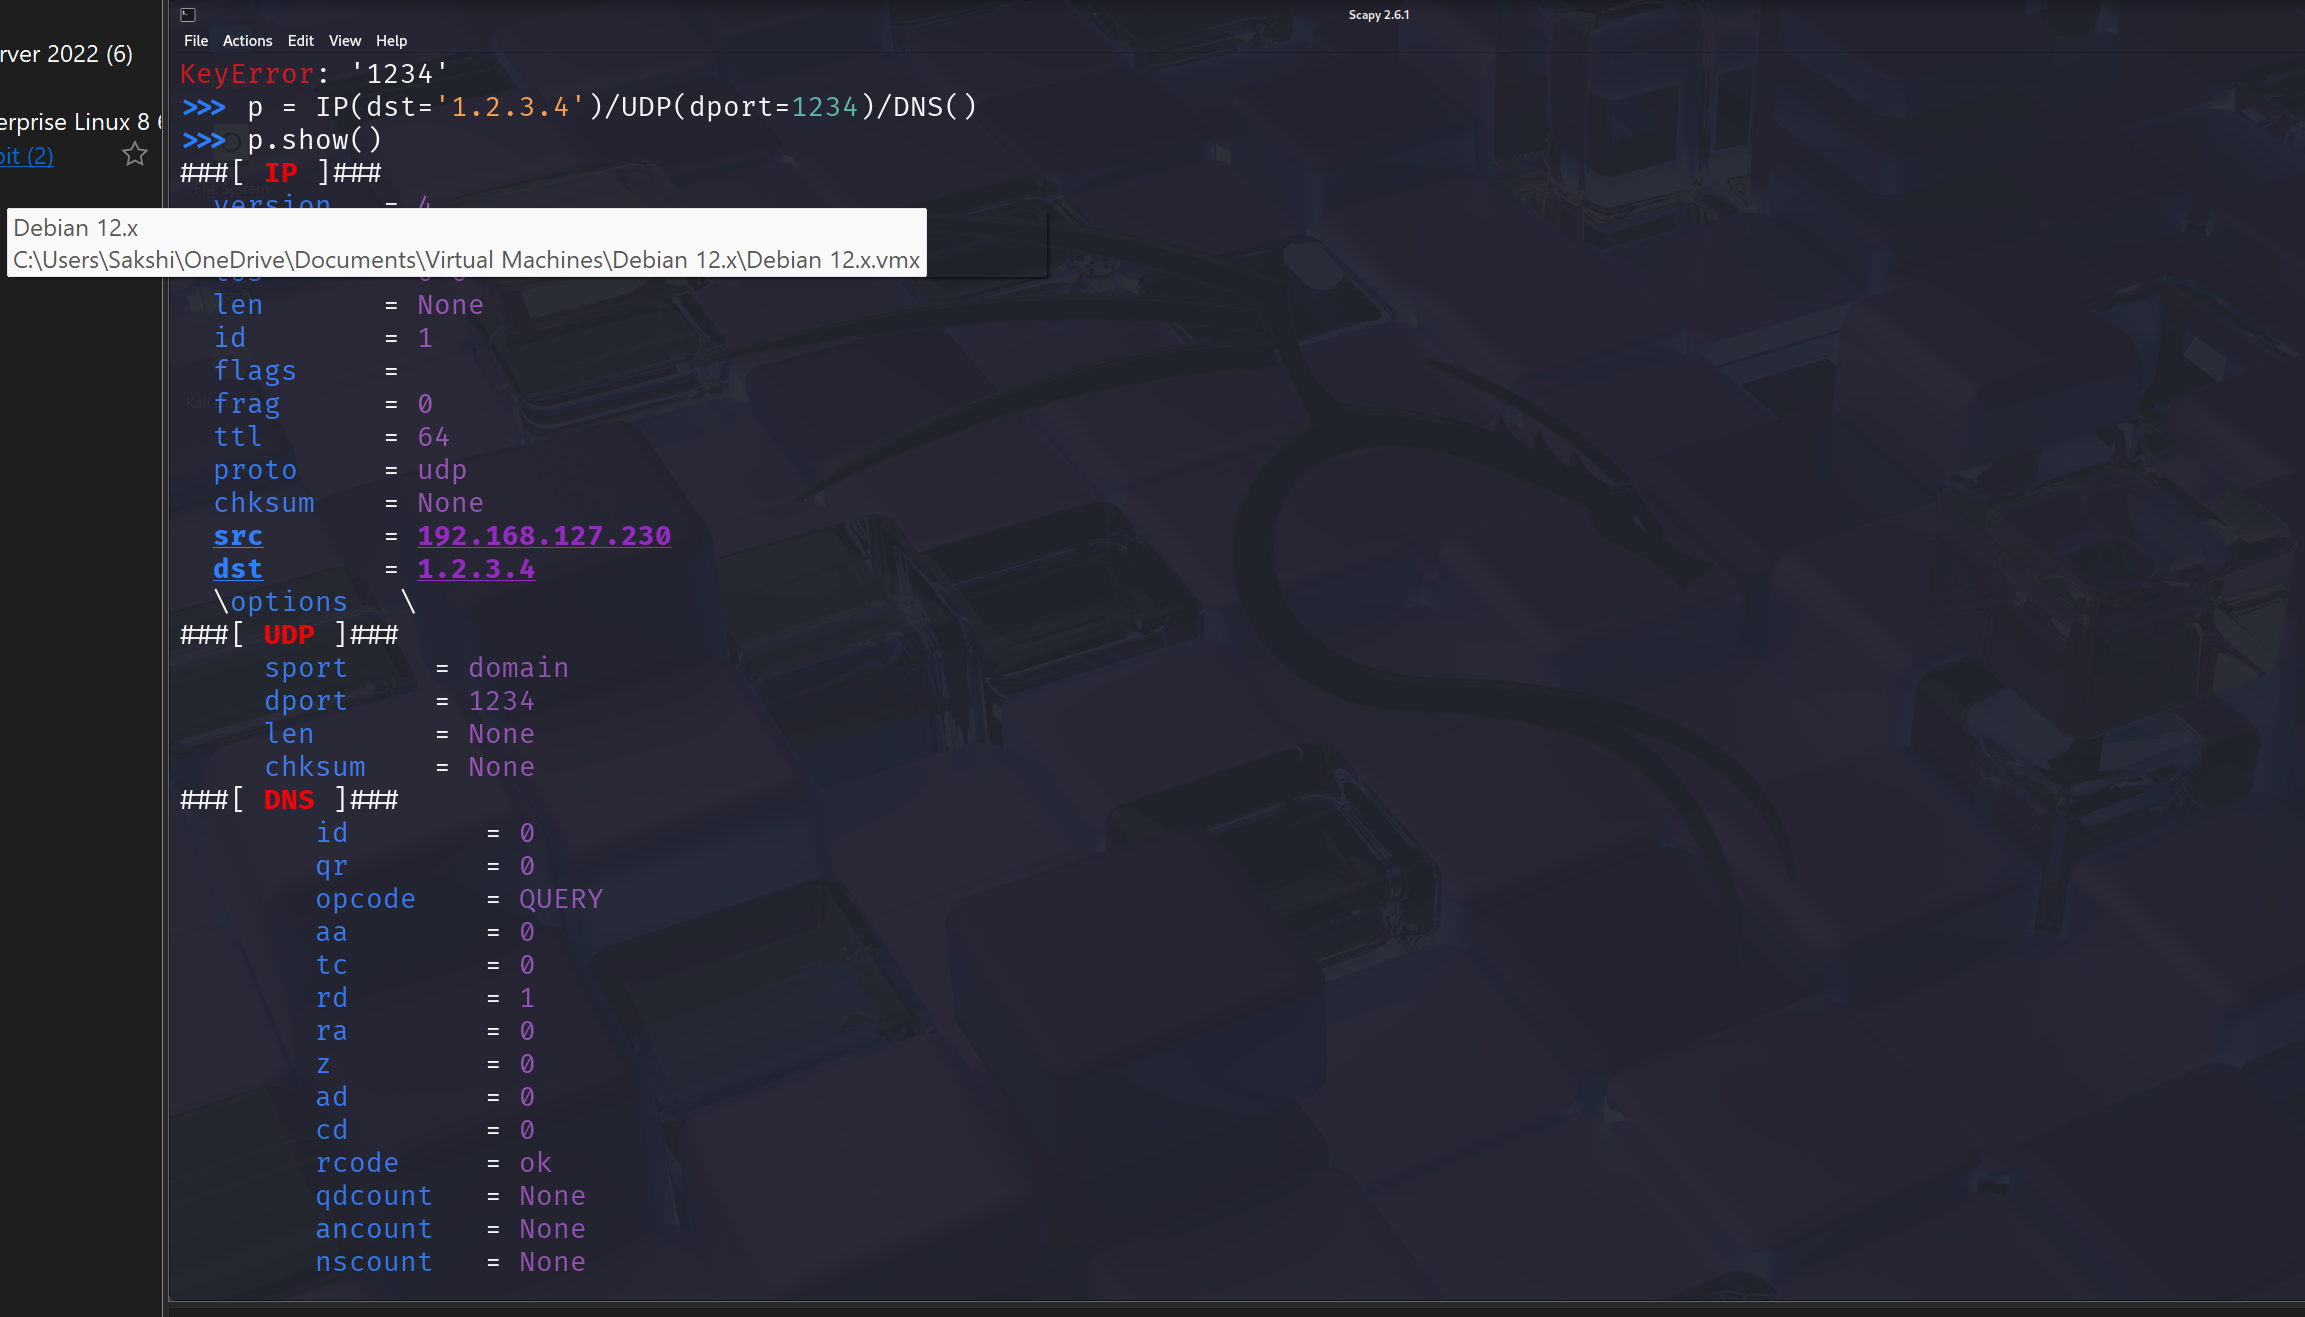 Scapy 2.6.1
File Actions Edit View Help
rver 2022 (6)
erprise Linux 8 6
bit (2)
Debian 12.x
C:\Users\Sakshi\OneDrive\Documents\Virtual Machines\Debian 12.x\Debian 12.x.vmx
KeyError: '1234'
>>> p = IP(dst='1.2.3.4')/UDP(dport=1234)/DNS()
>>> p.show()
###[ IP ]###
version = 4
len = None
id = 1
flags =
frag = 0
ttl = 64
proto = udp
chksum = None
src = 192.168.127.230
dst = 1.2.3.4
\options \
###[ UDP ]###
sport = domain
dport = 1234
len = None
chksum = None
###[ DNS ]###
id = 0
qr = 0
opcode = QUERY
aa = 0
tc = 0
rd = 1
ra = 0
z = 0
ad = 0
cd = 0
rcode = ok
qdcount = None
ancount = None
nscount = None